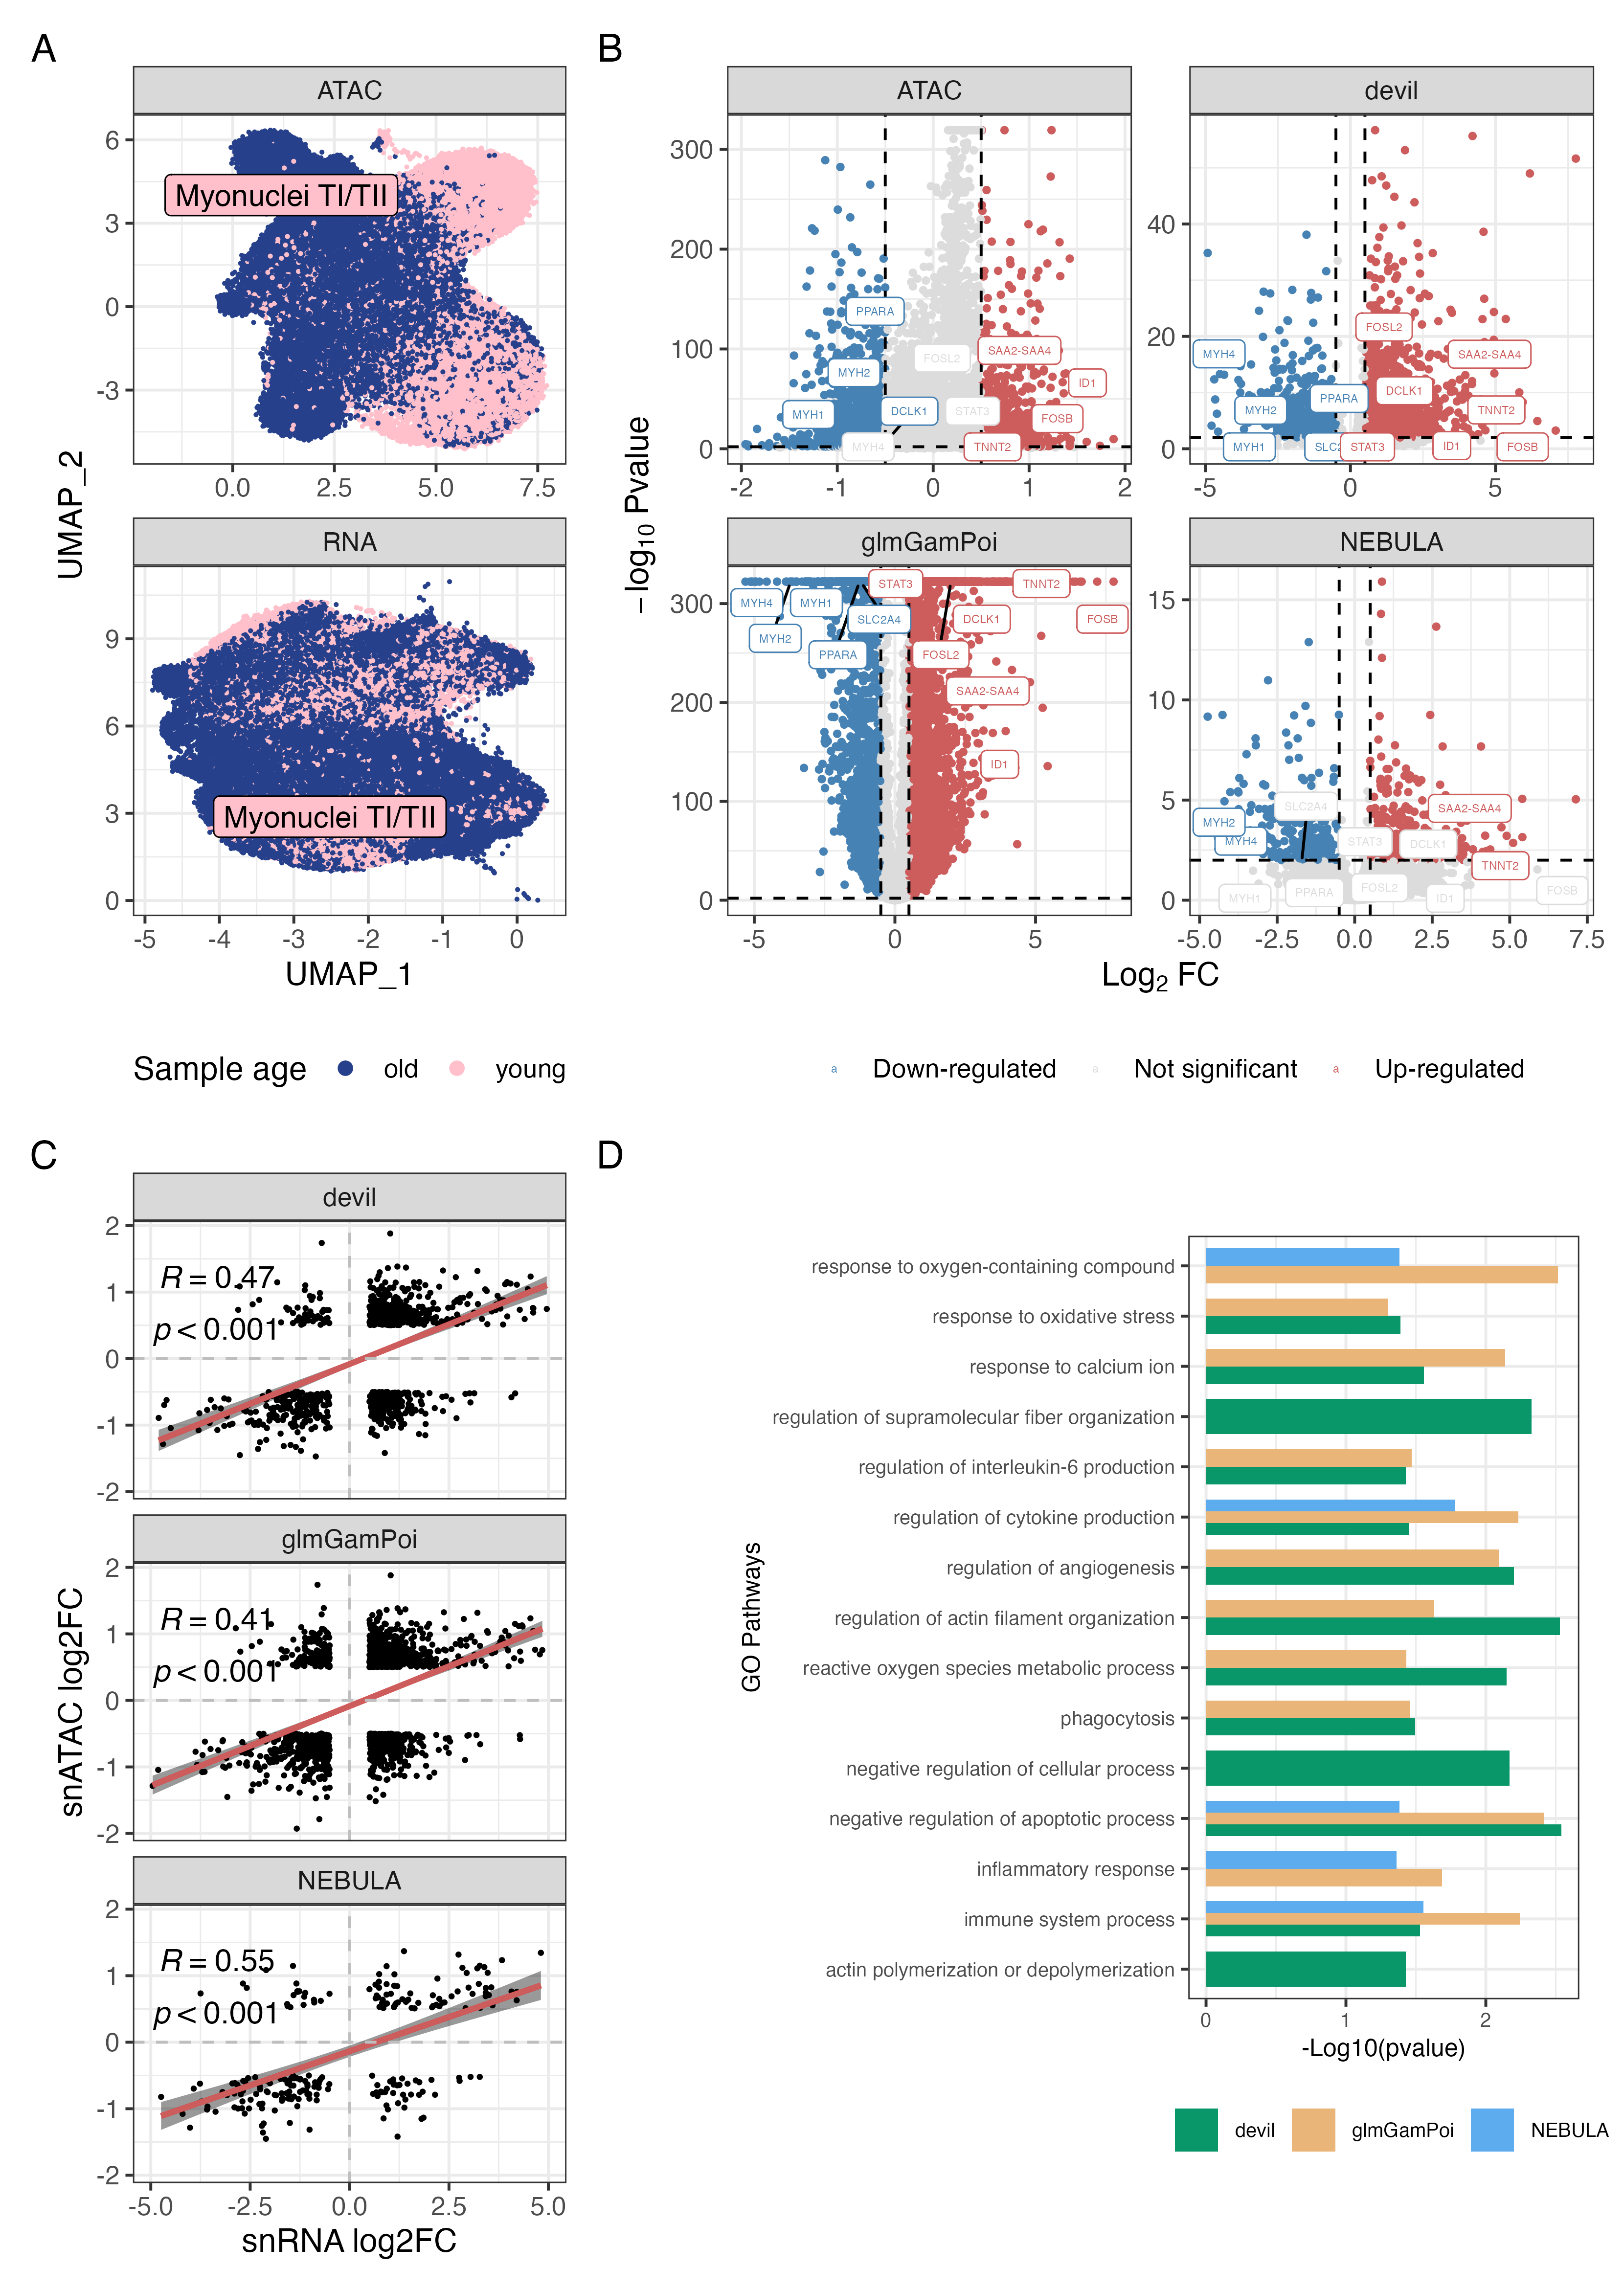 A
ATAC
6
3
0
-3
Myonuclei TI/TII
0.0 2.5 5.0 7.5
RNA
9
6
3
0
Myonuclei TI/TII
-5 -4 -3 -2 -1 0
UMAP_1
UMAP_2
Sample age old young
B
ATAC
300
200
100
0
PPARA
FOSL2
SAA2-SAA4
MYH2
ID1
MYH1
DCLK1
STAT3
FOSB
MYH4
TNNT2
-2 -1 0 1 2
devil
40
20
0
FOSL2
MYH4
SAA2-SAA4
DCLK1
PPARA
MYH2
TNNT2
MYH1
SLC2
STAT3
ID1
FOSB
-5 0 5
glmGamPoi
300
200
100
0
STAT3
TNNT2
MYH4
MYH1
SLC2A4
DCLK1
FOSB
MYH2
PPARA
FOSL2
SAA2-SAA4
ID1
-5 0 5
NEBULA
15
10
5
0
SLC2A4
SAA2-SAA4
MYH2
MYH4
STAT3
DCLK1
TNNT2
MYH1
PPARA
FOSL2
ID1
FOSB
-5.0 -2.5 0.0 2.5 5.0 7.5
−log10 Pvalue
Log2 FC
a Down-regulated a Not significant a Up-regulated
C
devil
2
1
0
-1
-2
R = 0.47
p < 0.001
glmGamPoi
2
1
0
-1
-2
R = 0.41
p < 0.001
NEBULA
2
1
0
-1
-2
R = 0.55
p < 0.001
-5.0 -2.5 0.0 2.5 5.0
snRNA log2FC
snATAC log2FC
D
response to oxygen-containing compound
response to oxidative stress
response to calcium ion
regulation of supramolecular fiber organization
regulation of interleukin-6 production
regulation of cytokine production
regulation of angiogenesis
regulation of actin filament organization
reactive oxygen species metabolic process
phagocytosis
negative regulation of cellular process
negative regulation of apoptotic process
inflammatory response
immune system process
actin polymerization or depolymerization
0 1 2
-Log10(pvalue)
GO Pathways
devil glmGamPoi NEBULA